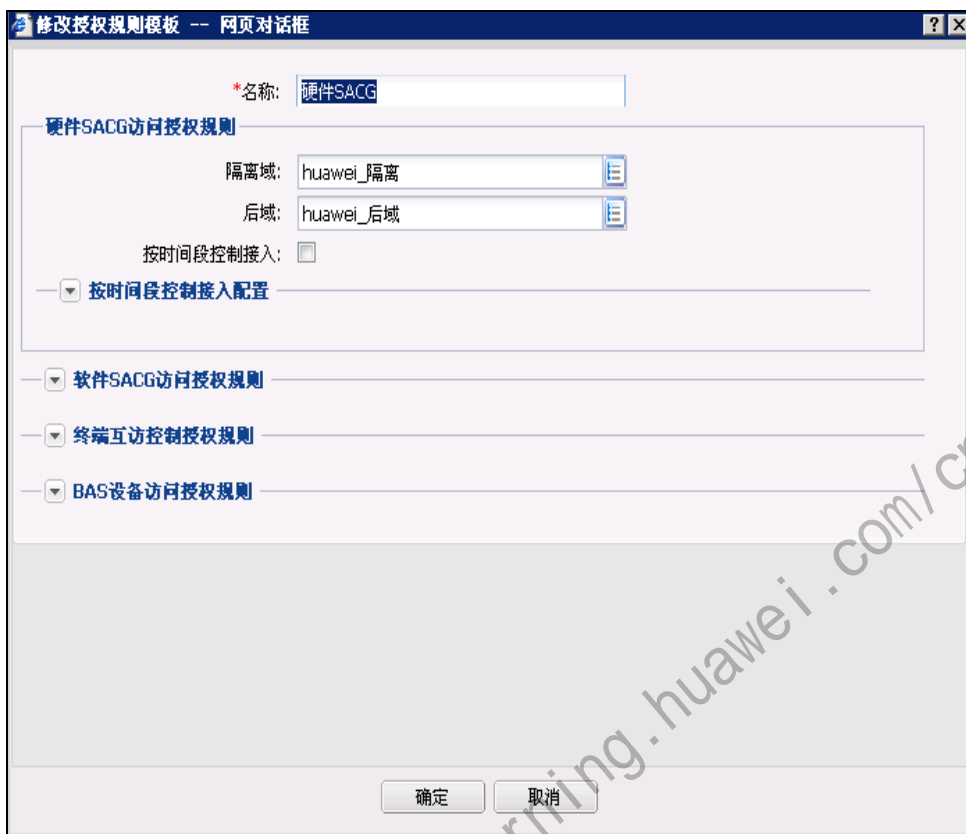 修改授权规则模板 -- 网页对话框
*名称: 硬件SACG
硬件SACG访问授权规则
隔离域: huawei_隔离
后域: huawei_后域
按时间段控制接入:
按时间段控制接入配置
软件SACG访问授权规则
终端互访控制授权规则
BAS设备访问授权规则
确定 取消
rning.huawei.com/cn